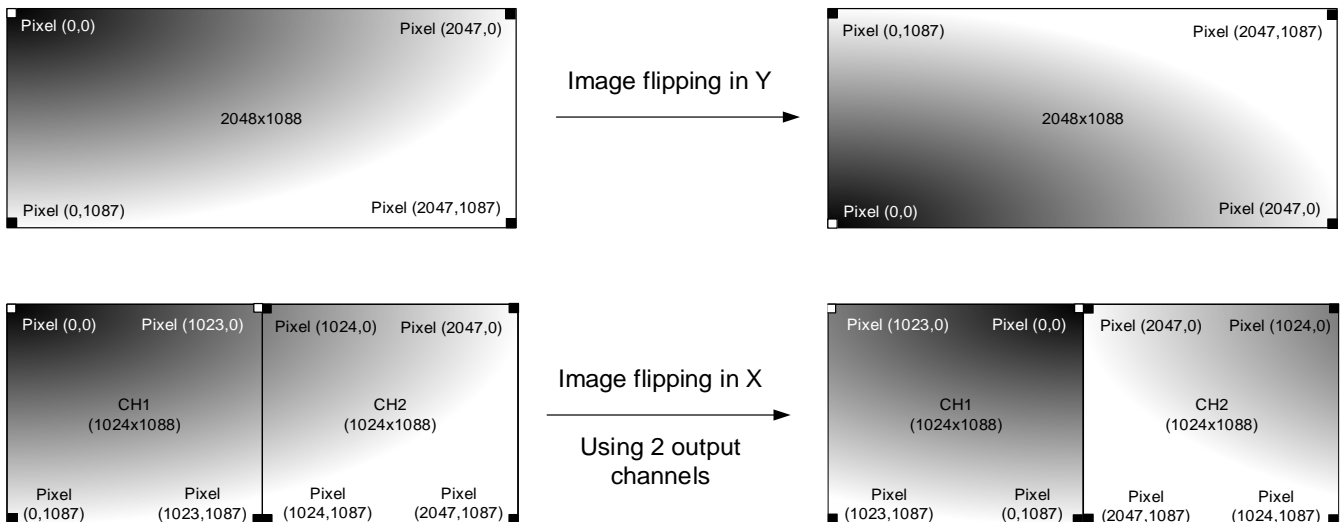 Pixel (0,0) Pixel (2047,0)
2048x1088
Pixel (0,1087) Pixel (2047,1087)
Image flipping in Y
Pixel (0,1087) Pixel (2047,1087)
2048x1088
Pixel (0,0) Pixel (2047,0)
Pixel (0,0) Pixel (1023,0) Pixel (1024,0) Pixel (2047,0)
CH1 CH2
(1024x1088) (1024x1088)
Pixel Pixel Pixel Pixel
(0,1087) (1023,1087) (1024,1087) (2047,1087)
Image flipping in X
Using 2 output
channels
Pixel (1023,0) Pixel (0,0) Pixel (2047,0) Pixel (1024,0)
CH1 CH2
(1024x1088) (1024x1088)
Pixel Pixel Pixel Pixel
(1023,1087) (0,1087) (2047,1087) (1024,1087)